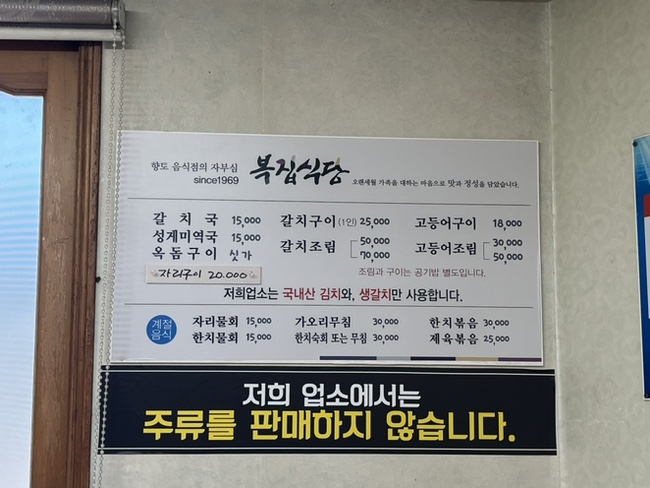 향도 음식점의 자부심
since1969
복집식당
오랜세월 가족을 대하는 마음으로 맛과 정성을 담았습니다.
갈치국 15,000 갈치구이(1인) 25,000 고등어구이 18,000
성게미역국 15,000 갈치조림 50,000 70,000 고등어조림 30,000 50,000
옥돔구이 싯가
자리구이 20.000
조림과 구이는 공기밥 별도입니다.
저희업소는 국내산 김치와, 생갈치만 사용합니다.
계절음식
자리물회 15,000 가오리무침 30,000 한치볶음 30,000
한치물회 15,000 한치숙회 또는 무침 30,000 제육볶음 25,000
저희 업소에서는
주류를 판매하지 않습니다.